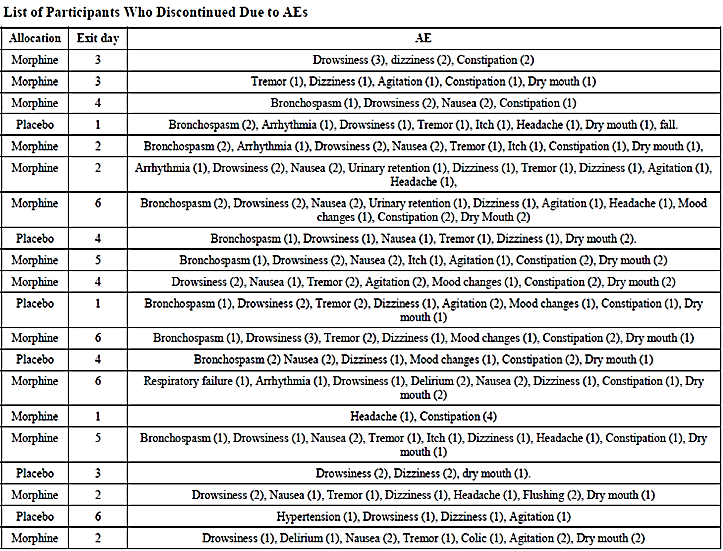 List of Participants Who Discontinued Due to AEs
Allocation Exit day AE
Morphine 3 Drowsiness (3), dizziness (2), Constipation (2)
Morphine 3 Tremor (1), Dizziness (1), Agitation (1), Constipation (1), Dry mouth (1)
Morphine 4 Bronchospasm (1), Drowsiness (2), Nausea (2), Constipation (1)
Placebo 1 Bronchospasm (2), Arrhythmia (1), Drowsiness (1), Tremor (1), Itch (1), Headache (1), Dry mouth (1), fall.
Morphine 2 Bronchospasm (2), Arrhythmia (1), Drowsiness (2), Nausea (2), Tremor (1), Itch (1), Constipation (1), Dry mouth (1),
Morphine 2 Arrhythmia (1), Drowsiness (2), Nausea (2), Urinary retention (1), Dizziness (1), Tremor (1), Dizziness (1), Agitation (1),
Headache (1),
Morphine 6 Bronchospasm (2), Drowsiness (2), Nausea (2), Urinary retention (1), Dizziness (1), Agitation (1), Headache (1), Mood
changes (1), Constipation (2), Dry Mouth (2)
Placebo 4 Bronchospasm (1), Drowsiness (1), Nausea (1), Tremor (1), Dizziness (1), Dry mouth (2).
Morphine 5 Bronchospasm (1), Drowsiness (2), Nausea (2), Itch (1), Agitation (1), Constipation (2), Dry mouth (2)
Morphine 4 Drowsiness (2), Nausea (1), Tremor (2), Agitation (2), Mood changes (1), Constipation (2), Dry mouth (2)
Placebo 1 Bronchospasm (1), Drowsiness (2), Tremor (2), Dizziness (1), Agitation (2), Mood changes (1), Constipation (1), Dry
mouth (1)
Morphine 6 Bronchospasm (1), Drowsiness (3), Tremor (2), Dizziness (1), Mood changes (1), Constipation (2), Dry mouth (1)
Placebo 4 Bronchospasm (2) Nausea (2), Dizziness (1), Mood changes (1), Constipation (2), Dry mouth (1)
Morphine 6 Respiratory failure (1), Arrhythmia (1), Drowsiness (1), Delirium (2), Nausea (2), Dizziness (1), Constipation (1), Dry
mouth (2)
Morphine 1 Headache (1), Constipation (4)
Morphine 5 Bronchospasm (1), Drowsiness (1), Nausea (2), Tremor (1), Itch (1), Dizziness (1), Headache (1), Constipation (1), Dry
mouth (1)
Placebo 3 Drowsiness (2), Dizziness (2), dry mouth (1).
Morphine 2 Drowsiness (2), Nausea (1), Tremor (1), Dizziness (1), Headache (1), Flushing (2), Dry mouth (1)
Placebo 6 Hypertension (1), Drowsiness (1), Dizziness (1), Agitation (1)
Morphine 2 Drowsiness (1), Delirium (1), Nausea (2), Tremor (1), Colic (1), Agitation (2), Dry mouth (2)